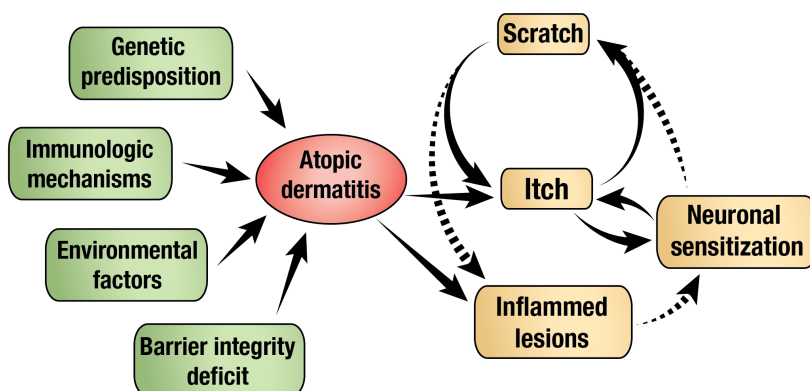 Genetic
predisposition
Immunologic
mechanisms
Environmental
factors
Barrier integrity
deficit
Atopic
dermatitis
Scratch
Itch
Neuronal
sensitization
Inflammed
lesions